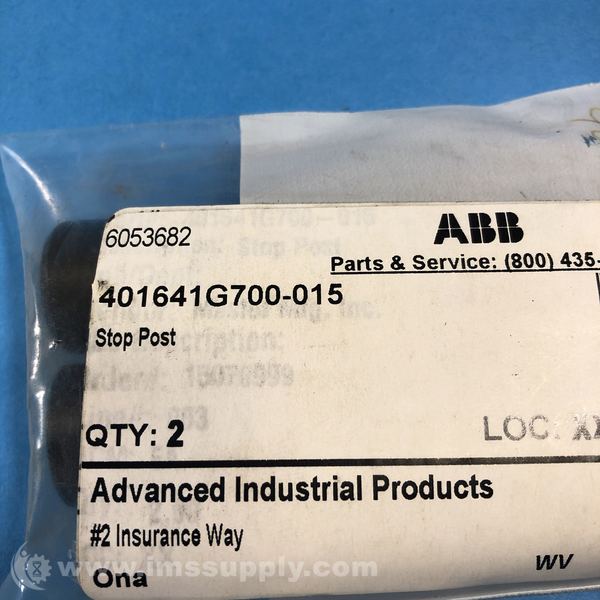 6053682
ABB
Parts & Service: (800) 435-
401641G700-015
Stop Post
QTY: 2
LOC: XX
Advanced Industrial Products
#2 Insurance Way
Ona
WV
www.imssupply.com